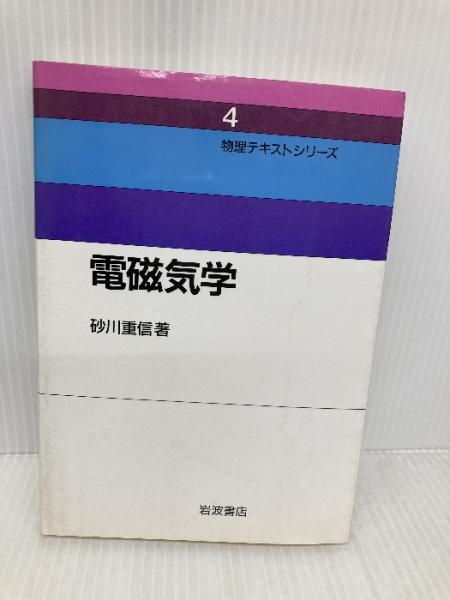 4
物理テキストシリーズ
電磁気学
砂川重信著
岩波書店